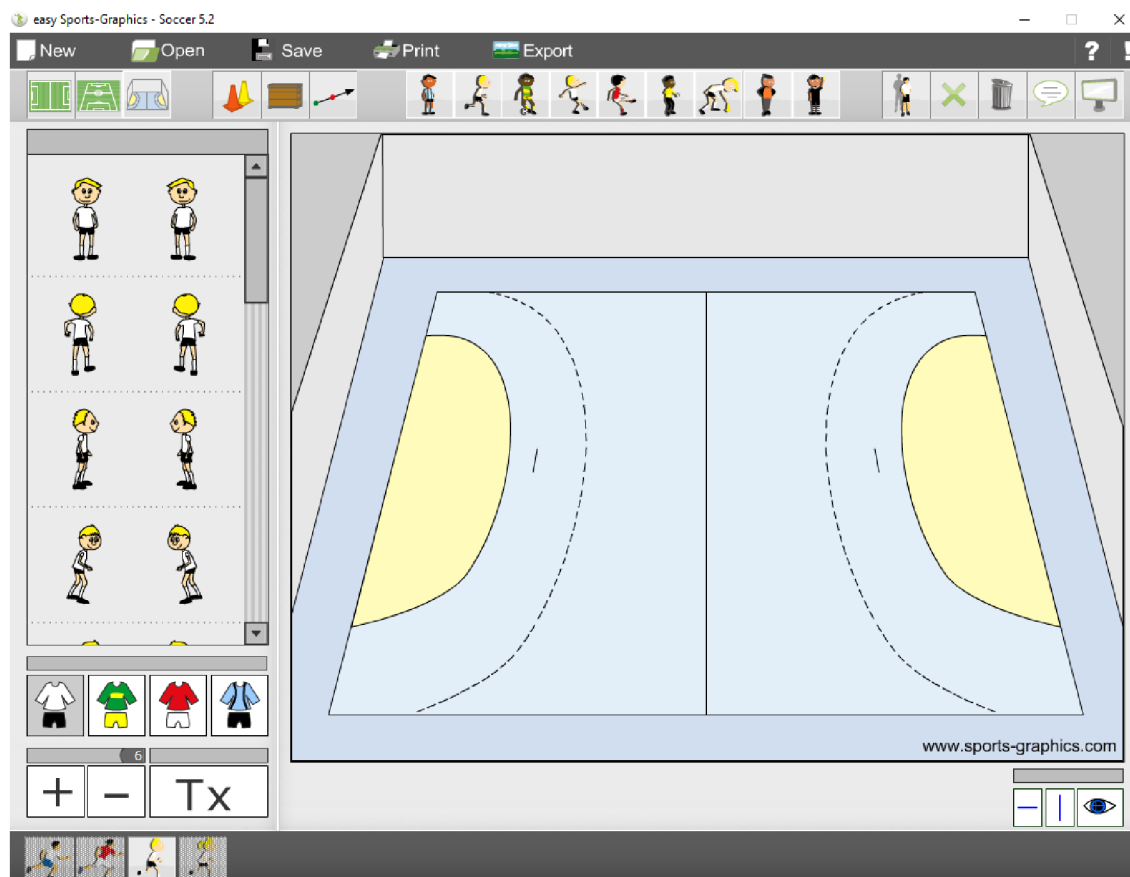 easy Sports-Graphics - Soccer 5.2
New Open Save Print Export ?
www.sports-graphics.com
6
+ − Tx